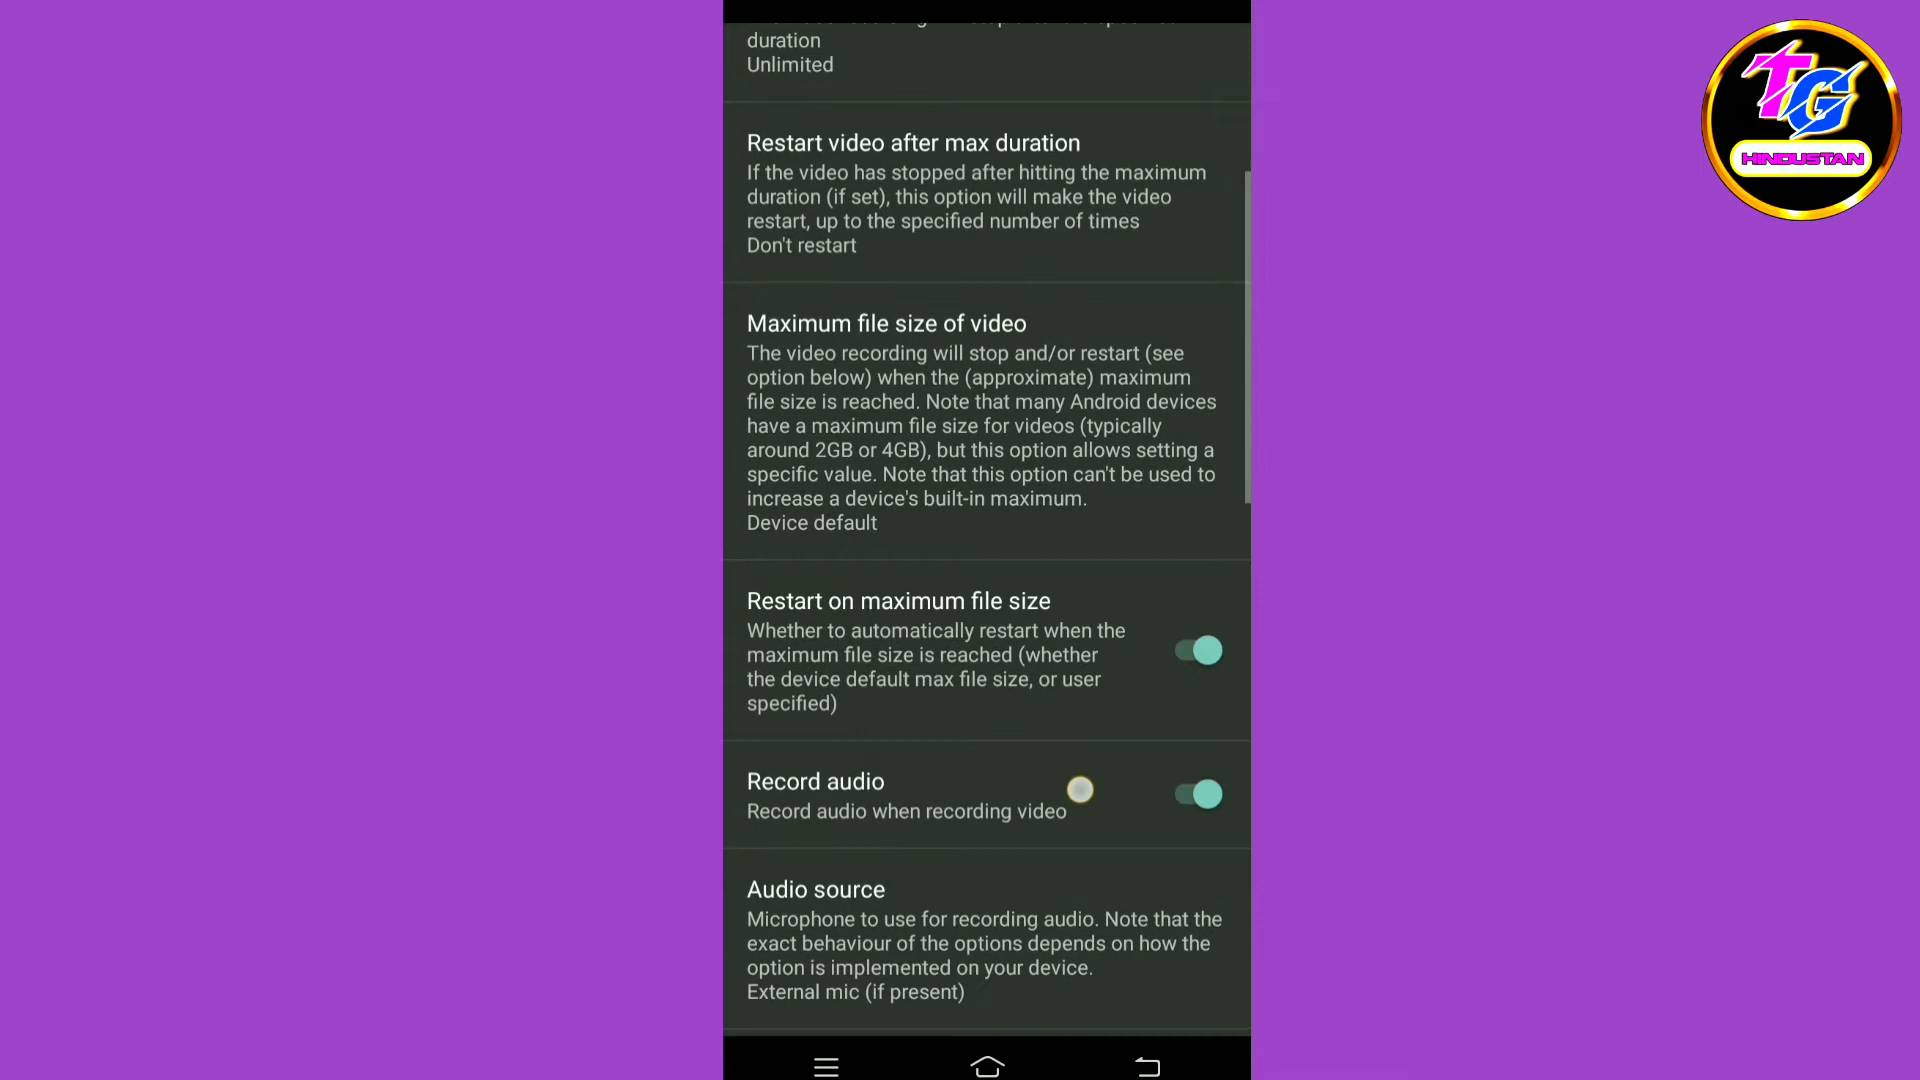 duration
Unlimited
Restart video after max duration
If the video has stopped after hitting the maximum
duration (if set), this option will make the video
restart, up to the specified number of times
Don't restart
Maximum file size of video
The video recording will stop and/or restart (see
option below) when the (approximate) maximum
file size is reached. Note that many Android devices
have a maximum file size for videos (typically
around 2GB or 4GB), but this option allows setting a
specific value. Note that this option can't be used to
increase a device's built-in maximum.
Device default
Restart on maximum file size
Whether to automatically restart when the
maximum file size is reached (whether
the device default max file size, or user
specified)
Record audio
Record audio when recording video
Audio source
Microphone to use for recording audio. Note that the
exact behaviour of the options depends on how the
option is implemented on your device.
External mic (if present)
TG
HINDUSTAN